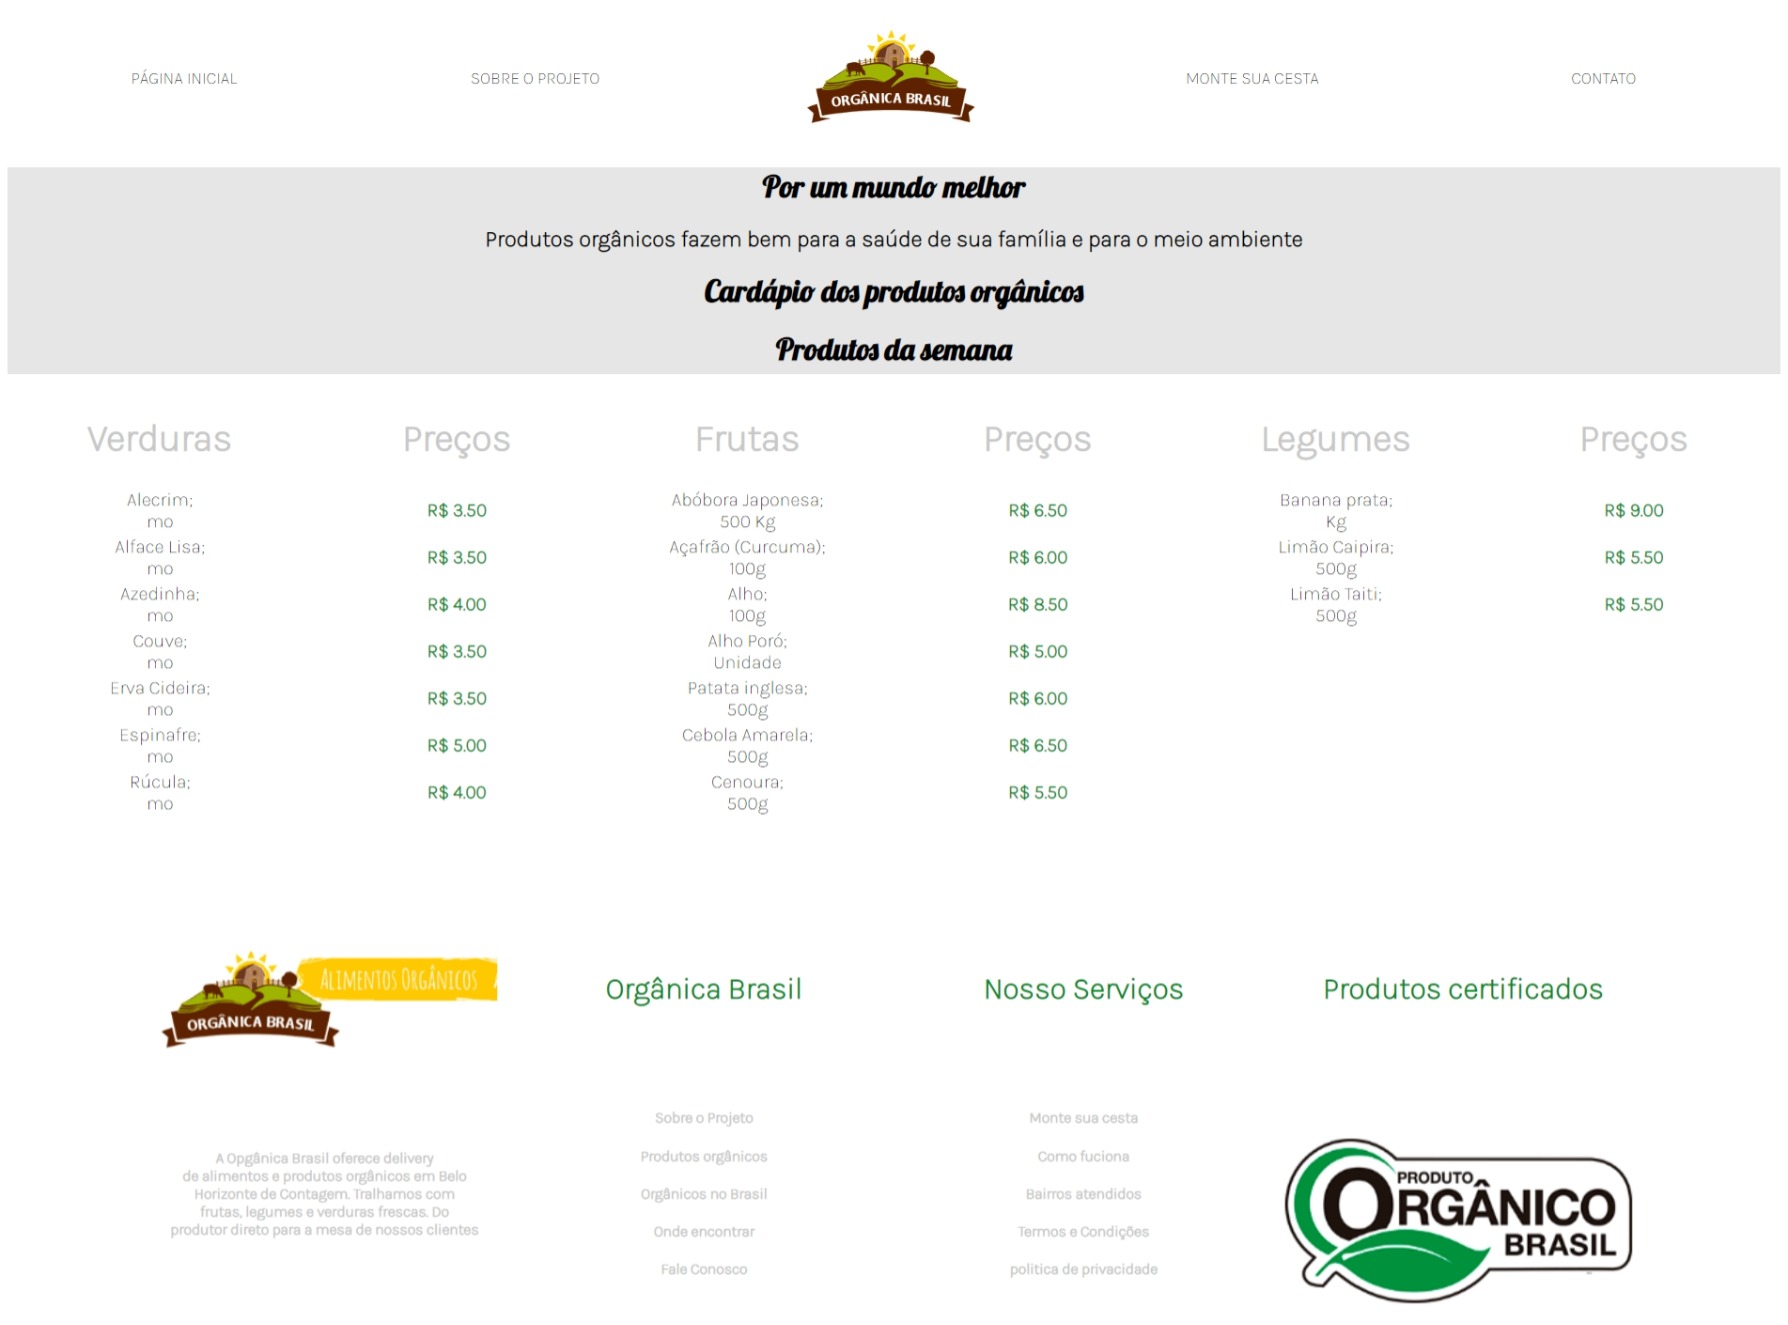 PÁGINA INICIAL
SOBRE O PROJETO
ORGÂNICA BRASIL
MONTE SUA CESTA
CONTATO
Por um mundo melhor
Produtos orgânicos fazem bem para a saúde de sua família e para o meio ambiente
Cardápio dos produtos orgânicos
Produtos da semana
Verduras Preços Frutas Preços Legumes Preços
Alecrim;
mo
R$ 3.50
Abóbora Japonesa;
500 Kg
R$ 6.50
Banana prata;
Kg
R$ 9.00
Alface Lisa;
mo
R$ 3.50
Açafrão (Curcuma);
100g
R$ 6.00
Limão Caipira;
500g
R$ 5.50
Azedinha;
mo
R$ 4.00
Alho;
100g
R$ 8.50
Limão Taiti;
500g
R$ 5.50
Couve;
mo
R$ 3.50
Alho Poró;
Unidade
R$ 5.00
Erva Cideira;
mo
R$ 3.50
Patata inglesa;
500g
R$ 6.00
Espinafre;
mo
R$ 5.00
Cebola Amarela;
500g
R$ 6.50
Rúcula;
mo
R$ 4.00
Cenoura;
500g
R$ 5.50
ALIMENTOS ORGÂNICOS
ORGÂNICA BRASIL
A Opgânica Brasil oferece delivery
de alimentos e produtos orgânicos em Belo
Horizonte de Contagem. Tralhamos com
frutas, legumes e verduras frescas. Do
produtor direto para a mesa de nossos clientes
Orgânica Brasil
Sobre o Projeto
Produtos orgânicos
Orgânicos no Brasil
Onde encontrar
Fale Conosco
Nosso Serviços
Monte sua cesta
Como fuciona
Bairros atendidos
Termos e Condições
politica de privacidade
Produtos certificados
PRODUTO
ORGÂNICO
BRASIL